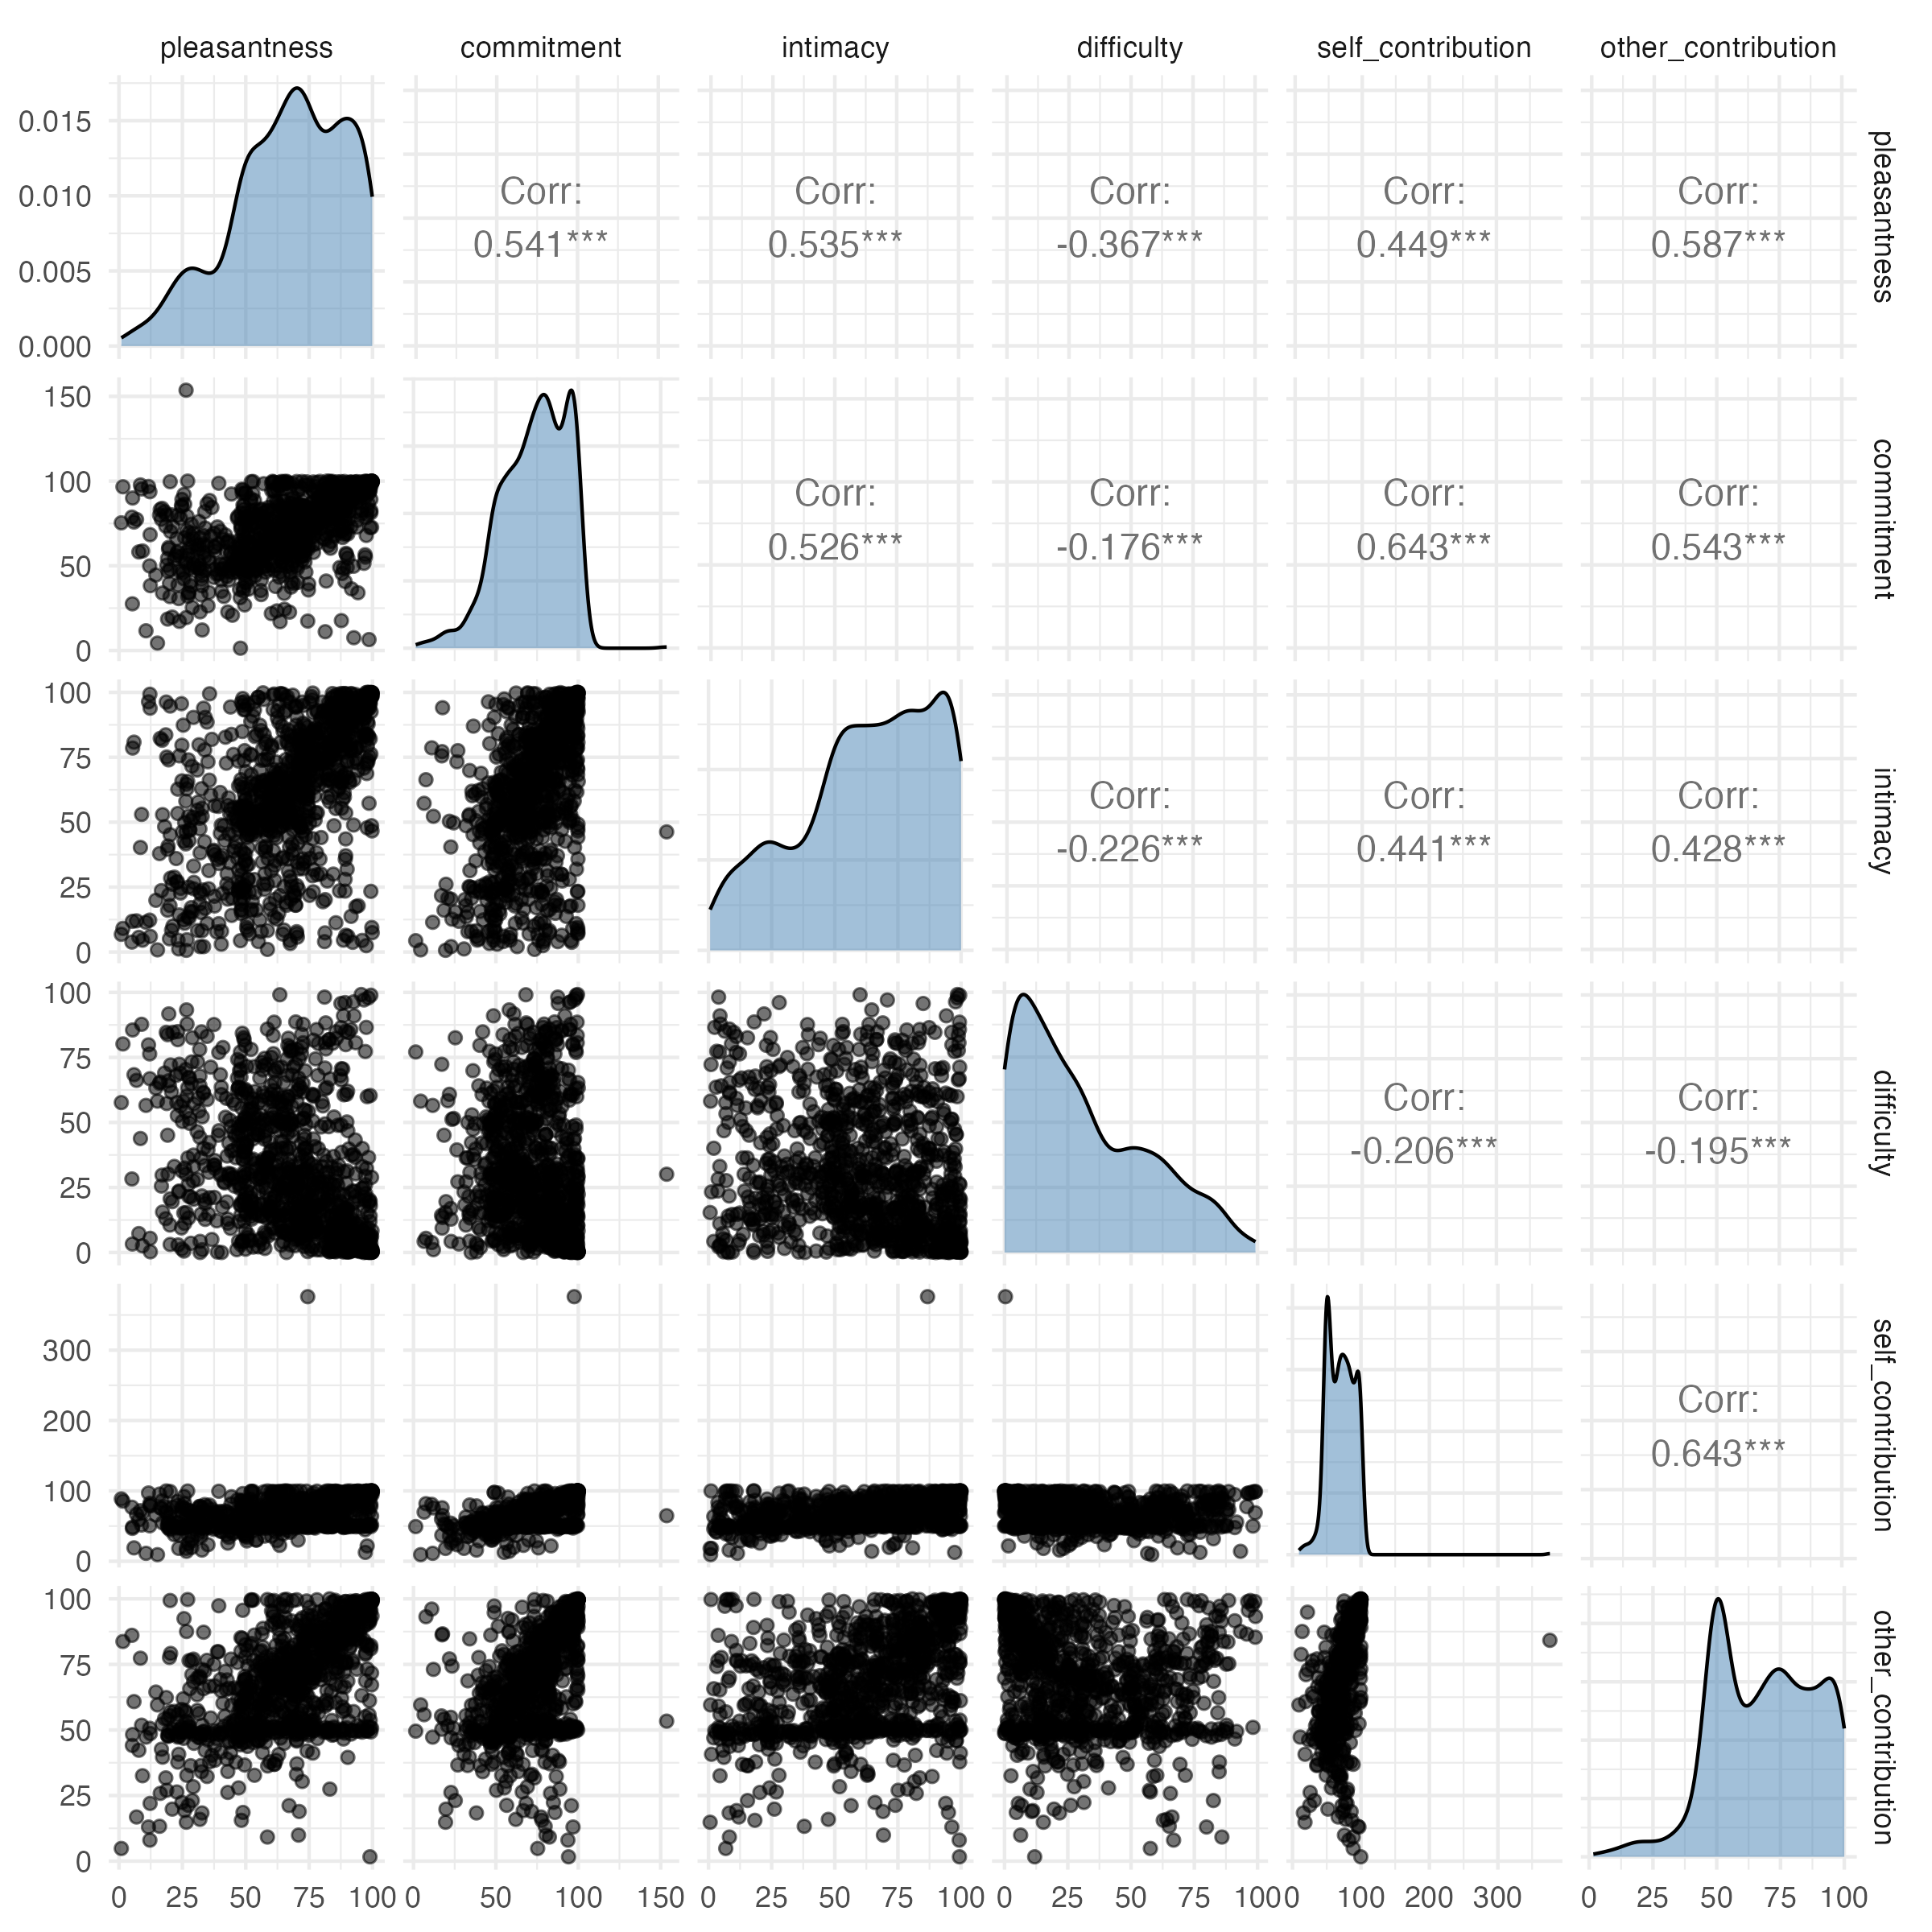 pleasantness commitment intimacy difficulty self_contribution other_contribution
0.015
0.010
0.005
0.000
Corr:
0.541***
Corr:
0.535***
Corr:
-0.367***
Corr:
0.449***
Corr:
0.587***
pleasantness
150
100
50
0
Corr:
0.526***
Corr:
-0.176***
Corr:
0.643***
Corr:
0.543***
commitment
100
75
50
25
0
Corr:
-0.226***
Corr:
0.441***
Corr:
0.428***
intimacy
100
75
50
25
0
Corr:
-0.206***
Corr:
-0.195***
difficulty
300
200
100
0
Corr:
0.643***
self_contribution
100
75
50
25
0
other_contribution
0 25 50 75 100 0 50 100 150 0 25 50 75 100 0 25 50 75 100 0 100 200 300 0 25 50 75 100